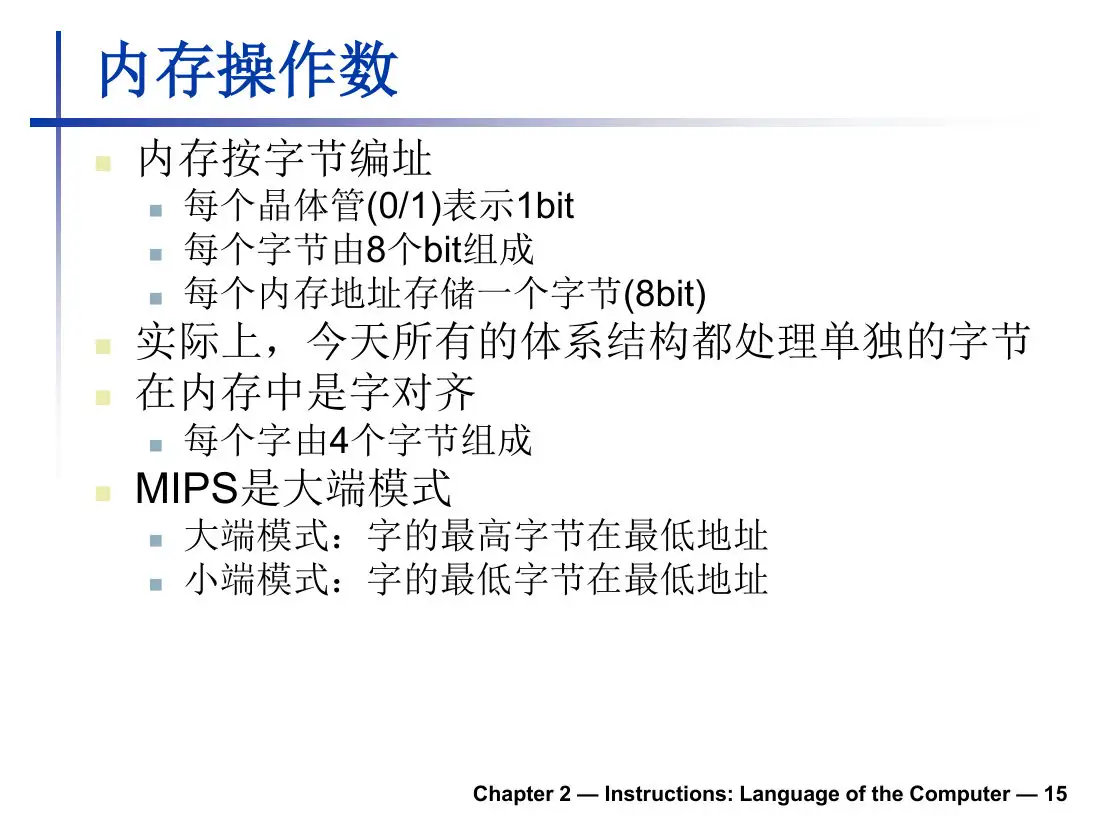 内存操作数
内存按字节编址
每个晶体管(0/1)表示1bit
每个字节由8个bit组成
每个内存地址存储一个字节(8bit)
实际上，今天所有的体系结构都处理单独的字节
在内存中是字对齐
每个字由4个字节组成
MIPS是大端模式
大端模式：字的最高字节在最低地址
小端模式：字的最低字节在最低地址
Chapter 2 — Instructions: Language of the Computer — 15